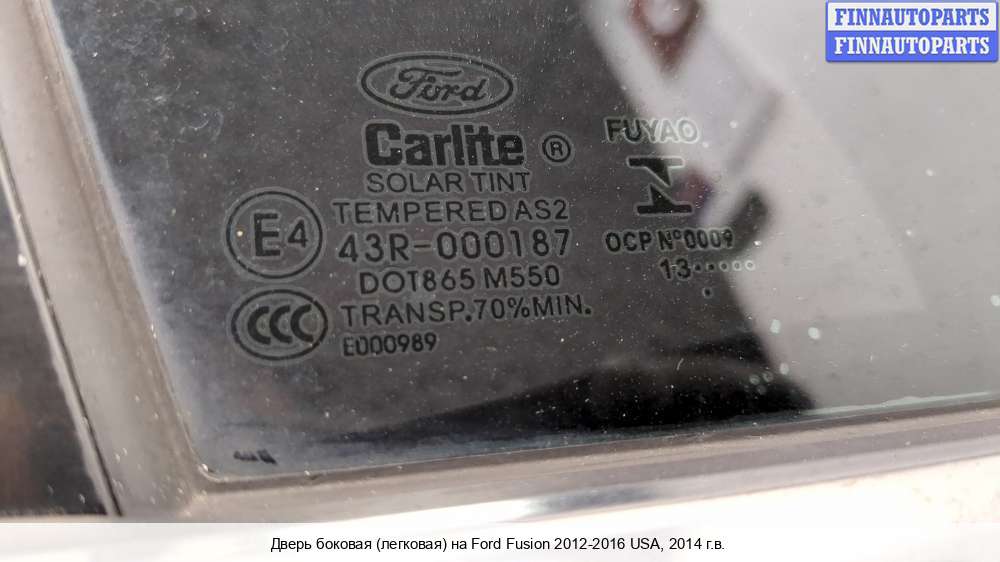 FINNAUTOPARTS
FINNAUTOPARTS
Ford
Carlite ®
SOLAR TINT
TEMPERED AS2
E4
43R-000187
DOT865 M550
CCC
TRANSP.70%MIN.
E000989
FUYAO
OCP N°0009
13
Дверь боковая (легковая) на Ford Fusion 2012-2016 USA, 2014 г.в.